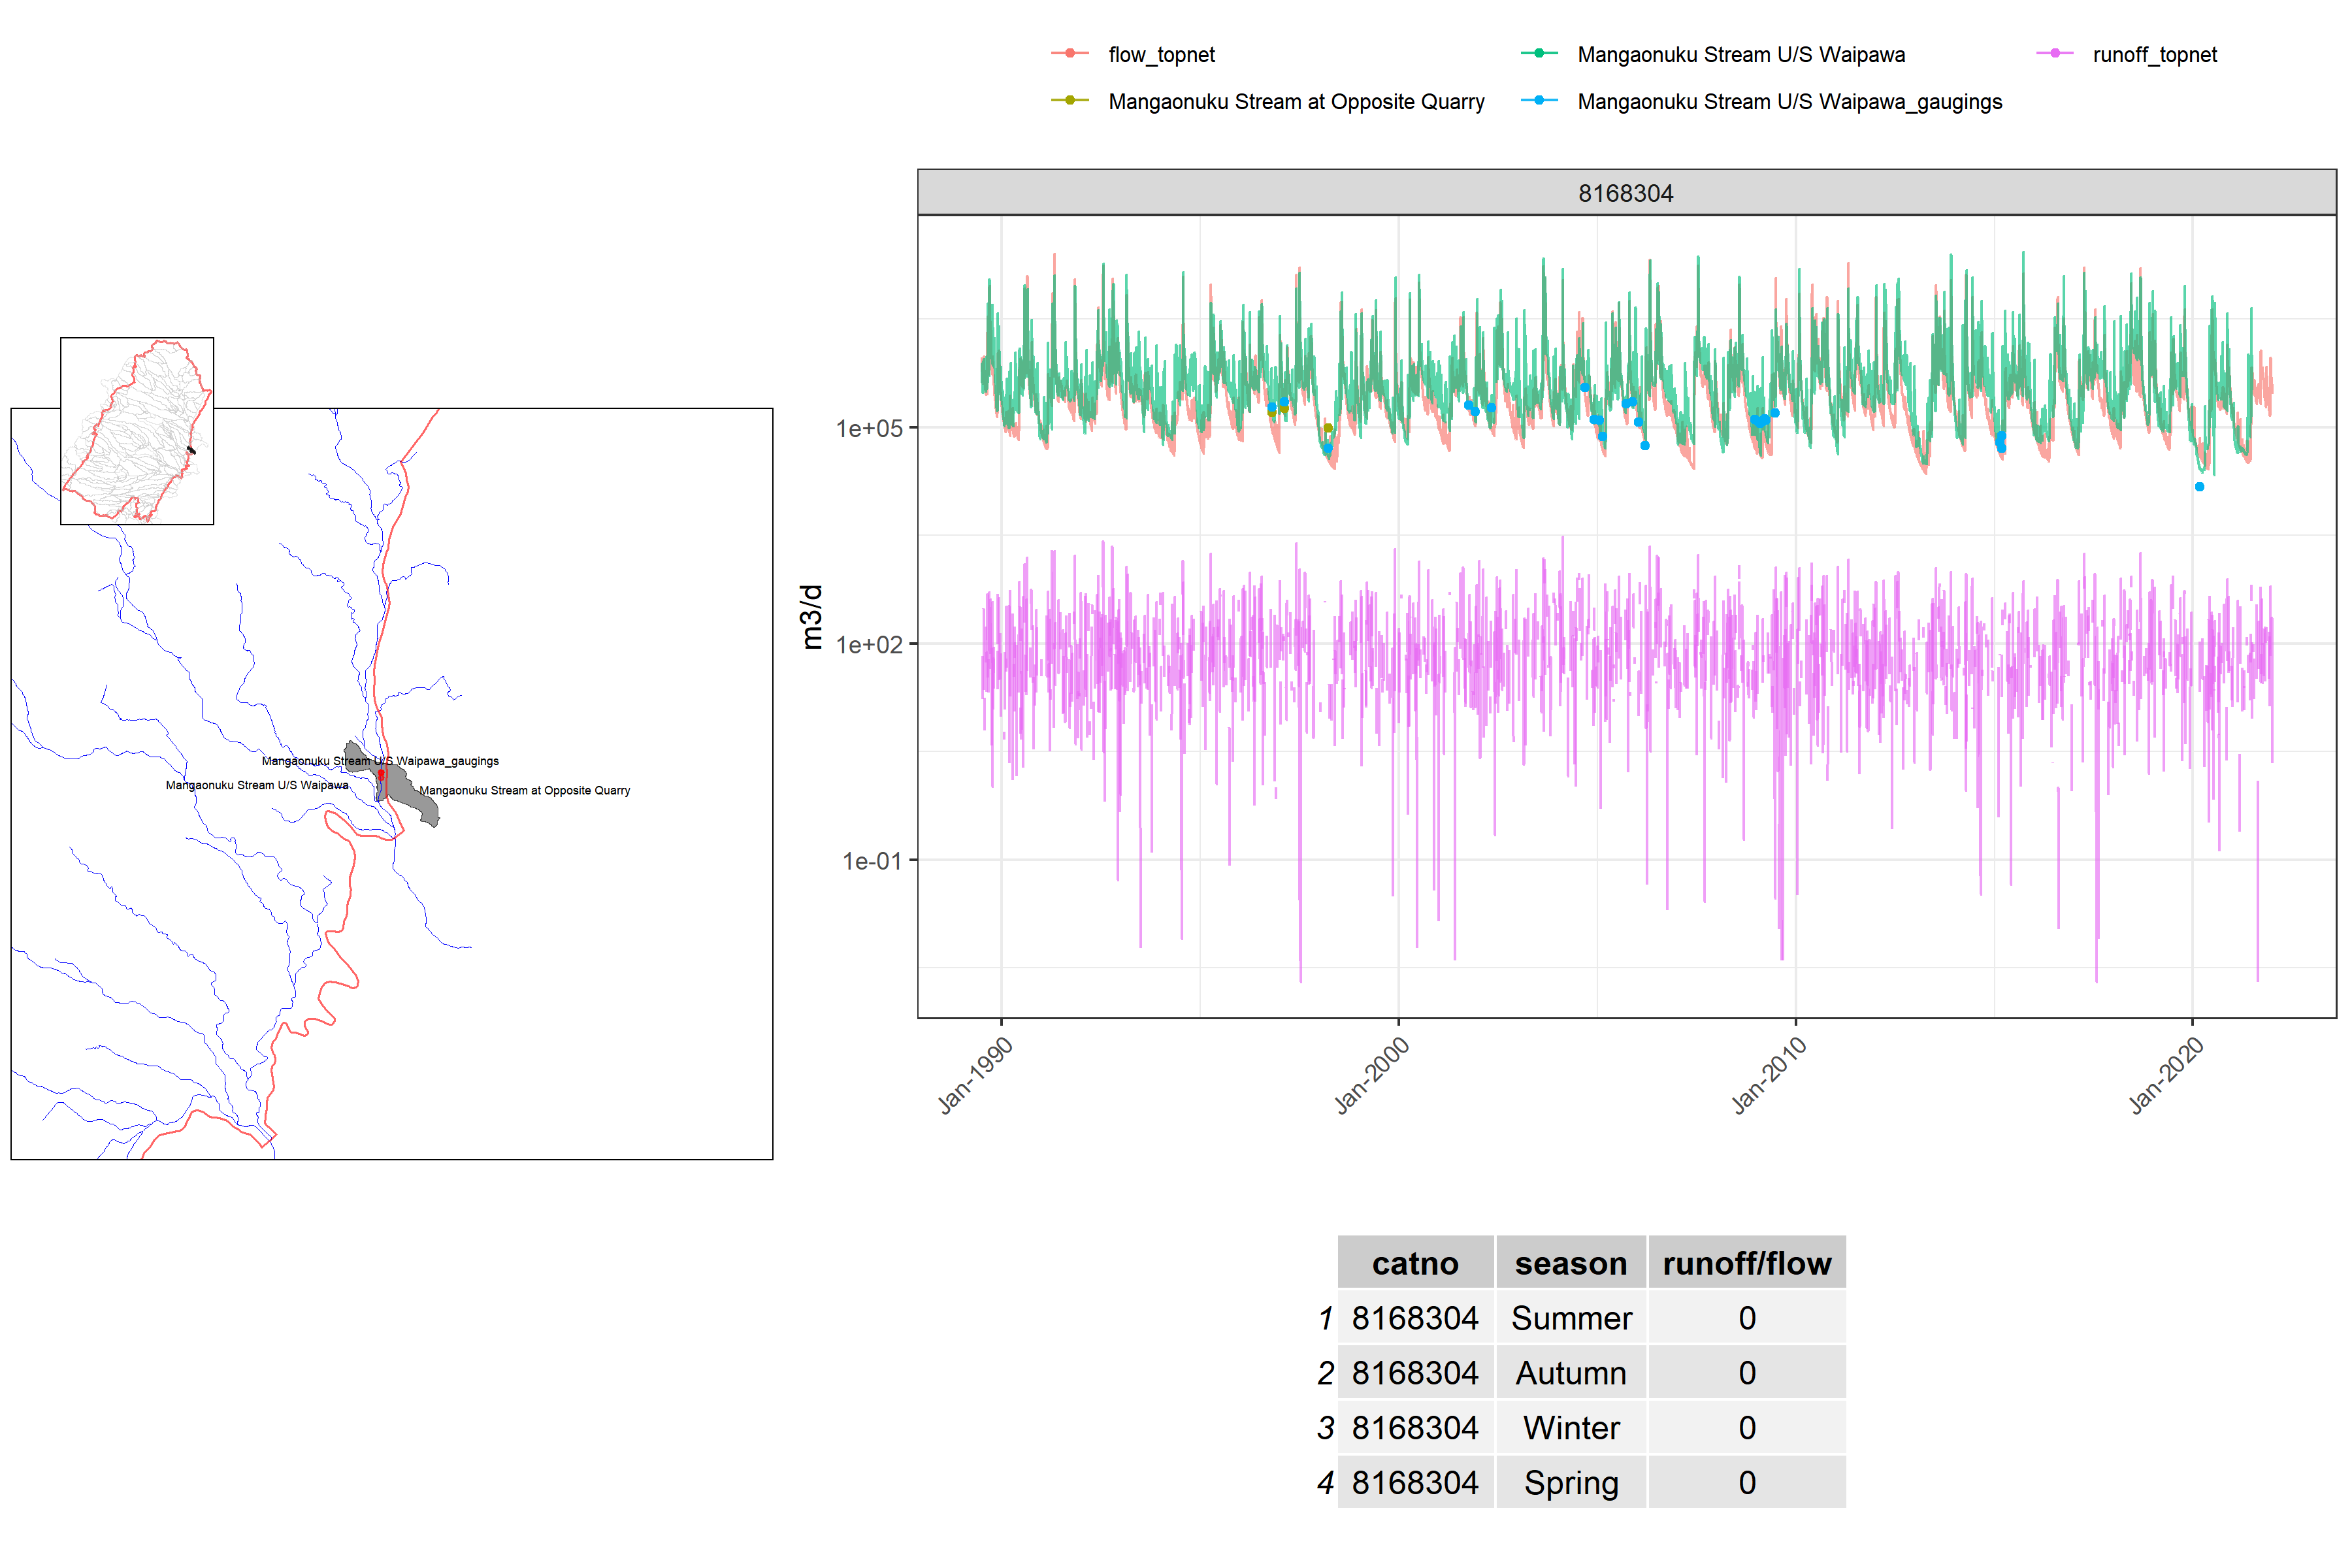 flow_topnet
Mangaonuku Stream U/S Waipawa
runoff_topnet
Mangaonuku Stream at Opposite Quarry
Mangaonuku Stream U/S Waipawa_gaugings
8168304
1e+05
1e+02
1e-01
m3/d
Jan-1990
Jan-2000
Jan-2010
Jan-2020
Mangaonuku Stream U/S Waipawa_gaugings
Mangaonuku Stream U/S Waipawa
Mangaonuku Stream at Opposite Quarry
catno season runoff/flow
1 8168304 Summer 0
2 8168304 Autumn 0
3 8168304 Winter 0
4 8168304 Spring 0